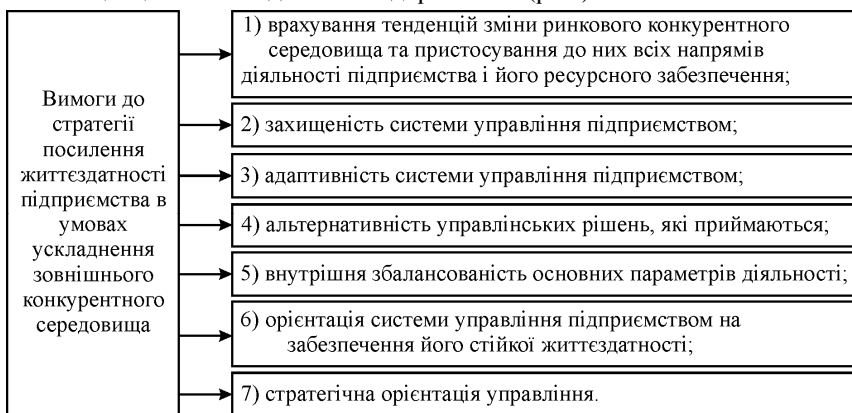 Вимоги до
стратегії
посилення
життєздатності
підприємства в
умовах
ускладнення
зовнішнього
конкурентного
середовища
1) врахування тенденцій зміни ринкового конкурентного
середовища та пристосування до них всіх напрямів
діяльності підприємства і його ресурсного забезпечення;
2) захищеність системи управління підприємством;
3) адаптивність системи управління підприємством;
4) альтернативність управлінських рішень, які приймаються;
5) внутрішня збалансованість основних параметрів діяльності;
6) орієнтація системи управління підприємством на
забезпечення його стійкої життєздатності;
7) стратегічна орієнтація управління.